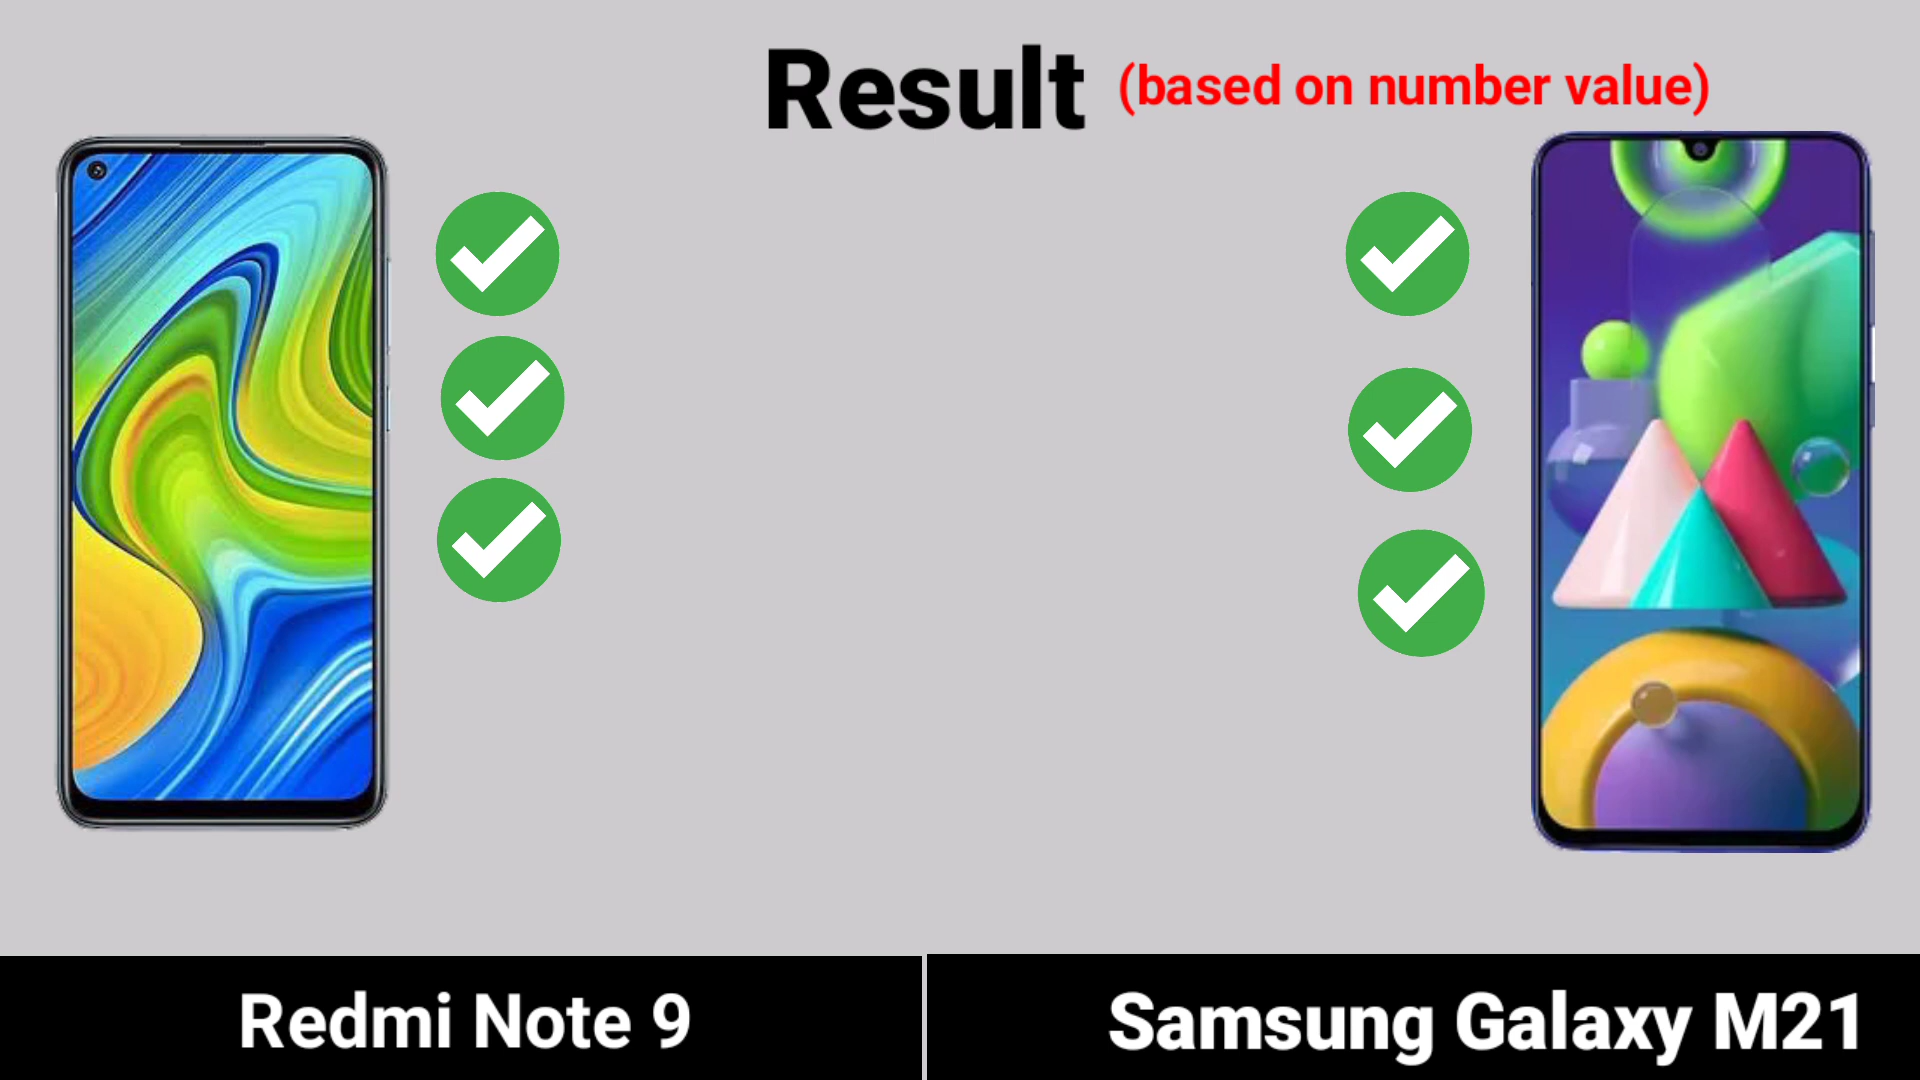 Result (based on number value)
Redmi Note 9
Samsung Galaxy M21